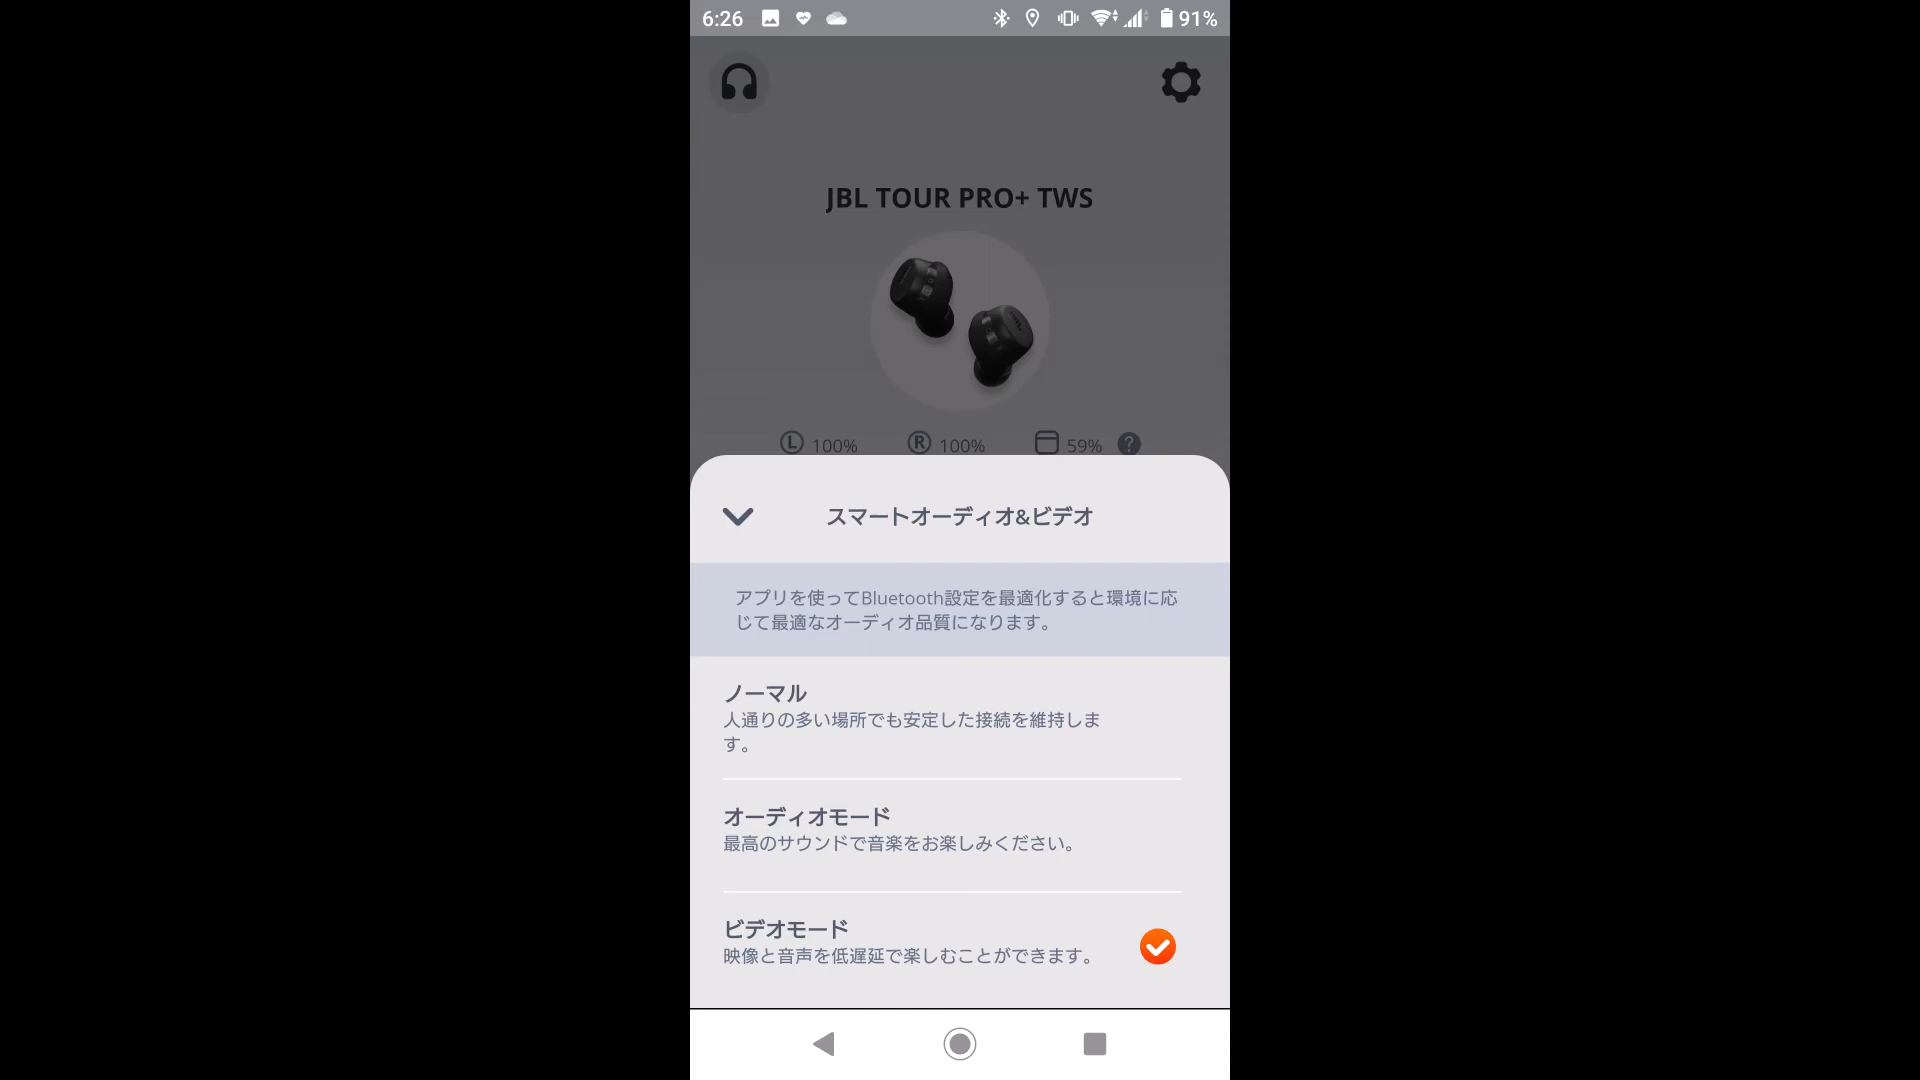 6:26 91%
JBL TOUR PRO+ TWS
L 100% R 100% 59% ?
スマートオーディオ&ビデオ
アプリを使ってBluetooth設定を最適化すると環境に応
じて最適なオーディオ品質になります。
ノーマル
人通りの多い場所でも安定した接続を維持しま
す。
オーディオモード
最高のサウンドで音楽をお楽しみください。
ビデオモード
映像と音声を低遅延で楽しむことができます。